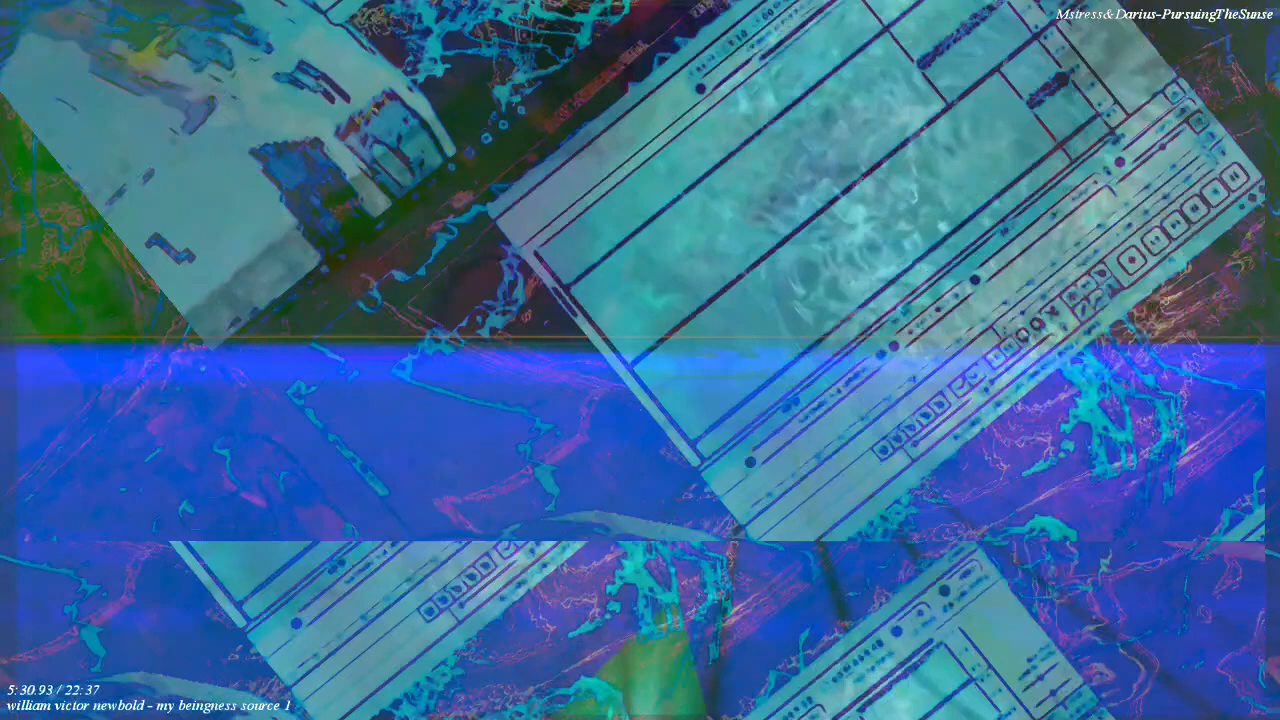 Mstress & Darius-PursuingTheSunse
5:30.93 / 22:37
william victor newbold - my beingness source 1